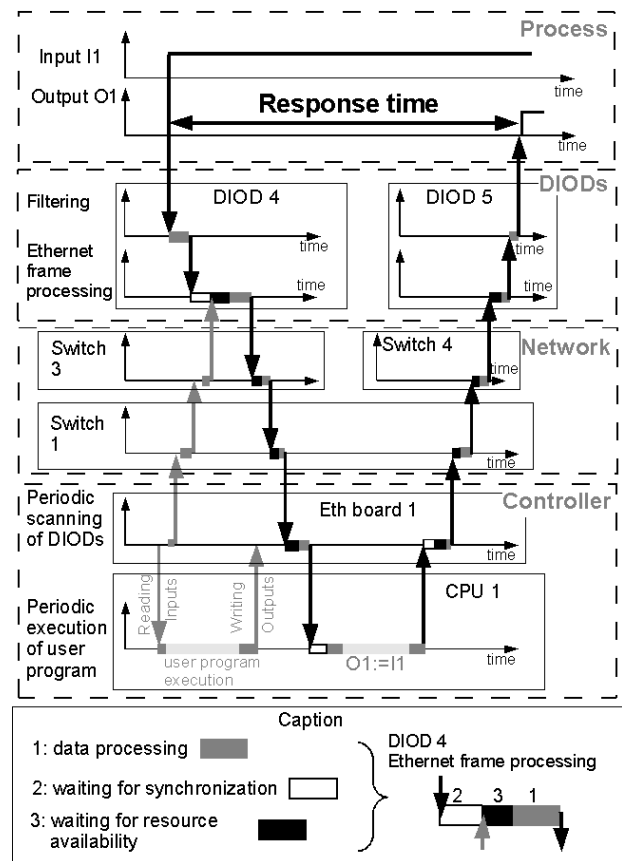 Process
Input I1
time
Output O1
Response time
time
DIODs
DIOD 4
DIOD 5
Filtering
time
time
Ethernet
frame
processing
time
time
Network
Switch
3
Switch 4
time
time
Switch
1
time
Controller
Periodic
scanning
of DIODs
Eth board 1
time
Reading
Inputs
Writing
Outputs
CPU 1
Periodic
execution
of user
program
user program
execution
O1:=I1
time
Caption
1: data processing
2: waiting for synchronization
3: waiting for resource
availability
DIOD 4
Ethernet frame processing
2 3 1